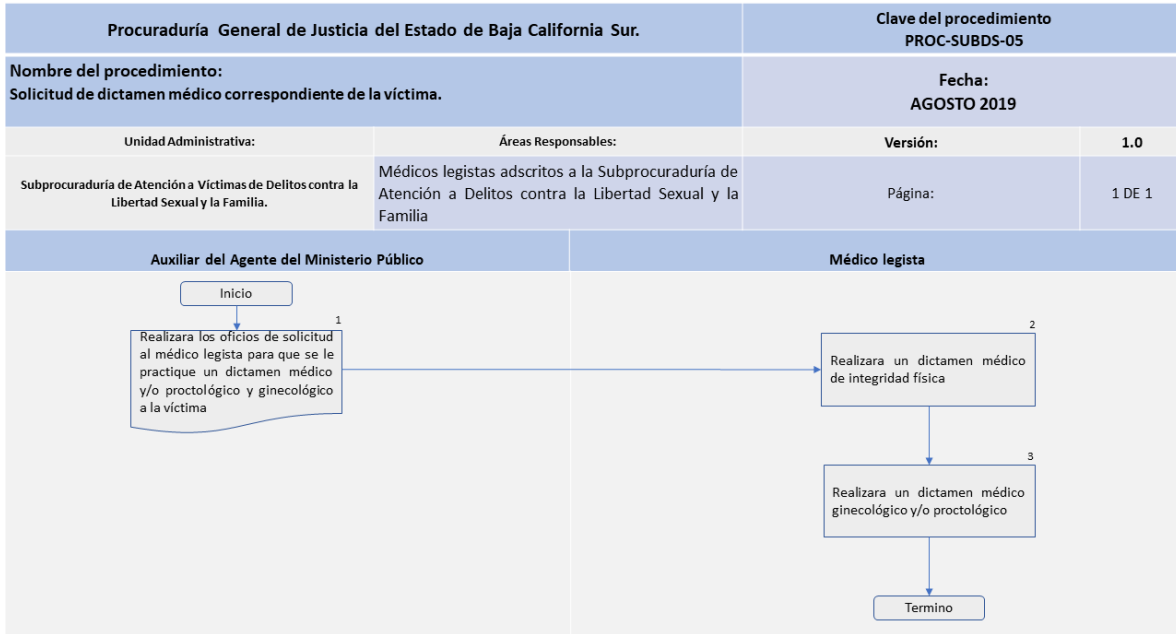 Procuraduría General de Justicia del Estado de Baja California Sur.
Clave del procedimiento
PROC-SUBDS-05
Nombre del procedimiento:
Solicitud de dictamen médico correspondiente de la víctima.
Fecha:
AGOSTO 2019
Unidad Administrativa:
Áreas Responsables:
Versión:
1.0
Subprocuraduría de Atención a Víctimas de Delitos contra la
Libertad Sexual y la Familia.
Médicos legistas adscritos a la Subprocuraduría de
Atención a Delitos contra la Libertad Sexual y la
Familia
Página:
1 DE 1
Auxiliar del Agente del Ministerio Público
Médico legista
Inicio
1
Realizara los oficios de solicitud
al médico legista para que se le
practique un dictamen médico
y/o proctológico y ginecológico
a la víctima
2
Realizara un dictamen médico
de integridad física
3
Realizara un dictamen médico
ginecológico y/o proctológico
Termino